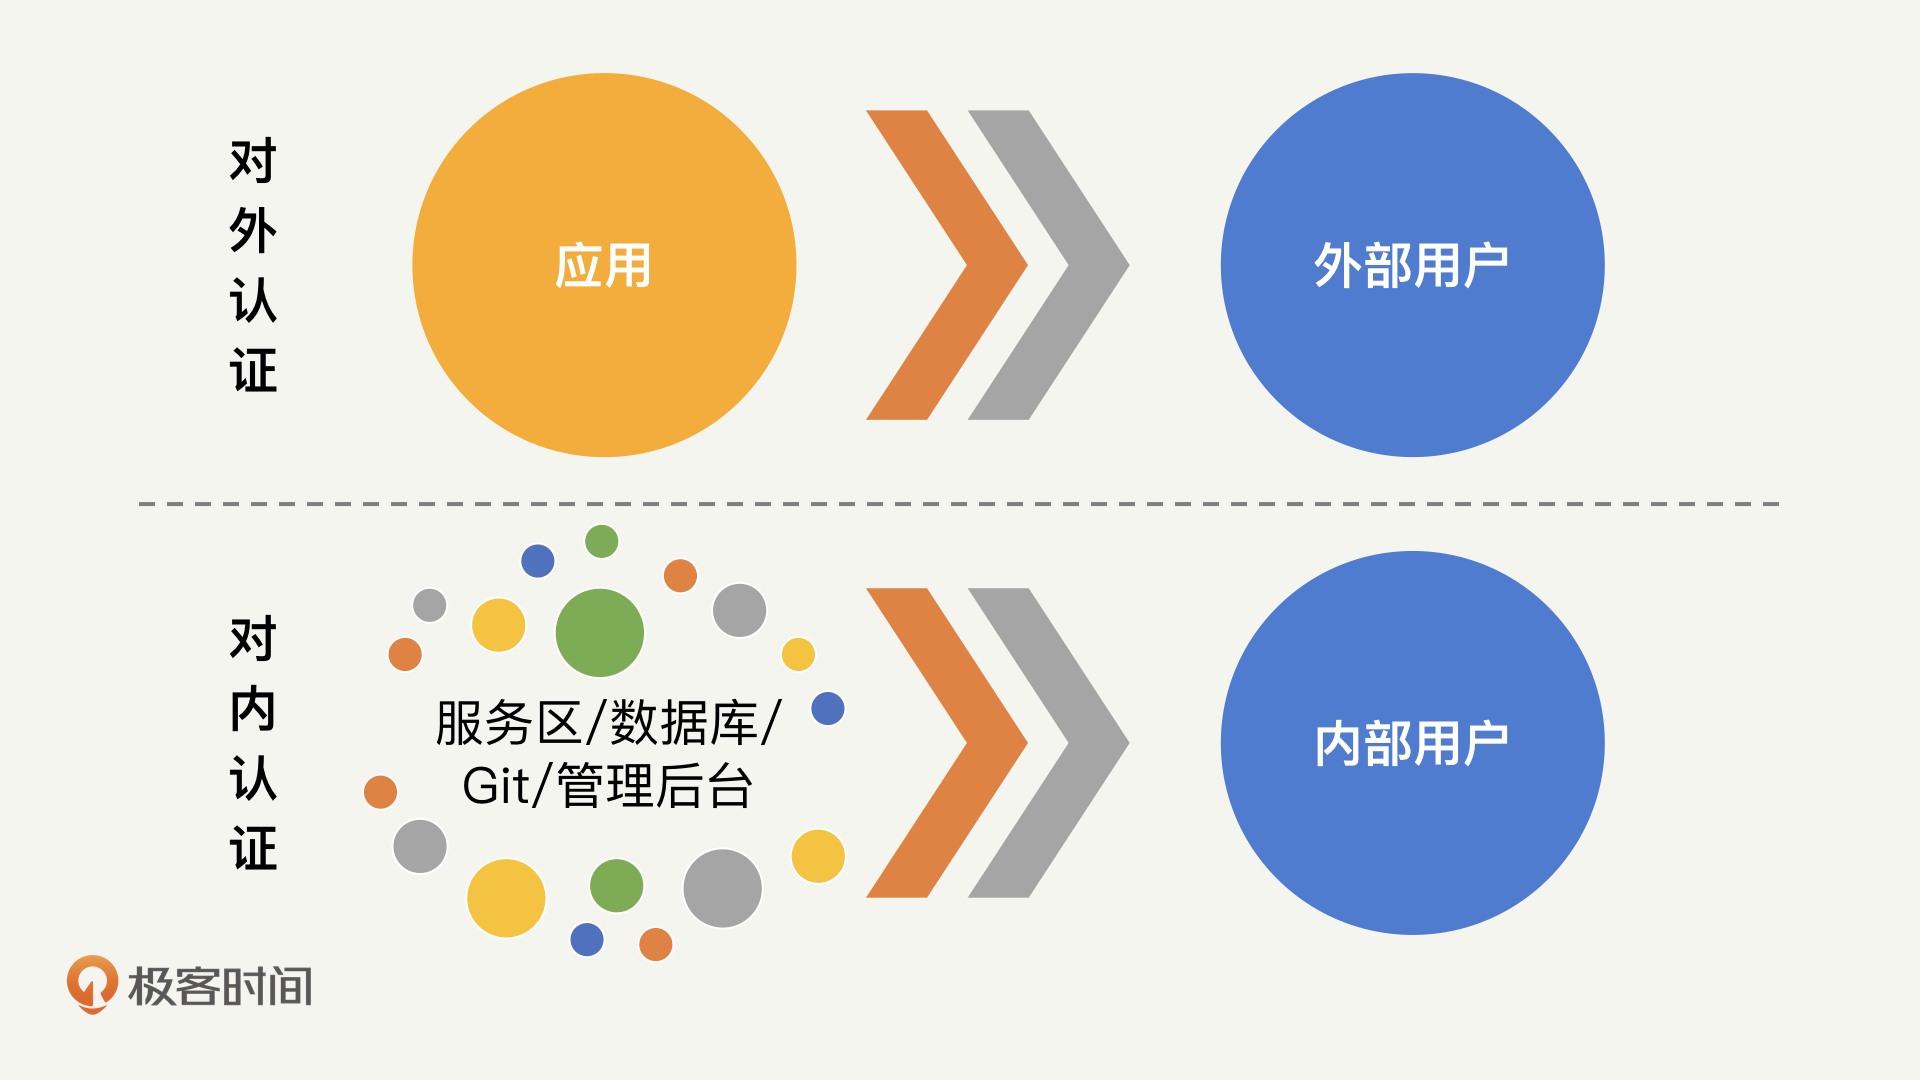 对外认证
应用
外部用户
对内认证
服务区/数据库/
Git/管理后台
内部用户
极客时间